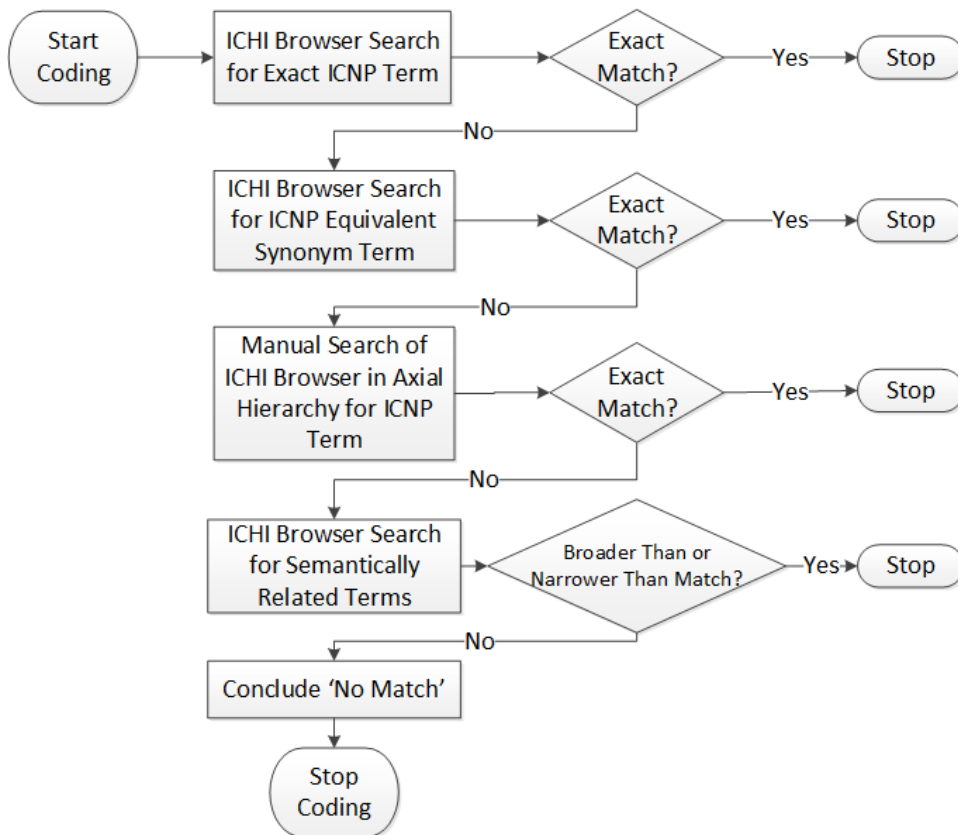 Start
Coding
ICHI Browser Search
for Exact ICNP Term
Exact
Match?
Yes
Stop
No
ICHI Browser Search
for ICNP Equivalent
Synonym Term
Exact
Match?
Yes
Stop
No
Manual Search of
ICHI Browser in Axial
Hierarchy for ICNP
Term
Exact
Match?
Yes
Stop
No
ICHI Browser Search
for Semantically
Related Terms
Broader Than or
Narrower Than Match?
Yes
Stop
No
Conclude ‘No Match’
Stop
Coding